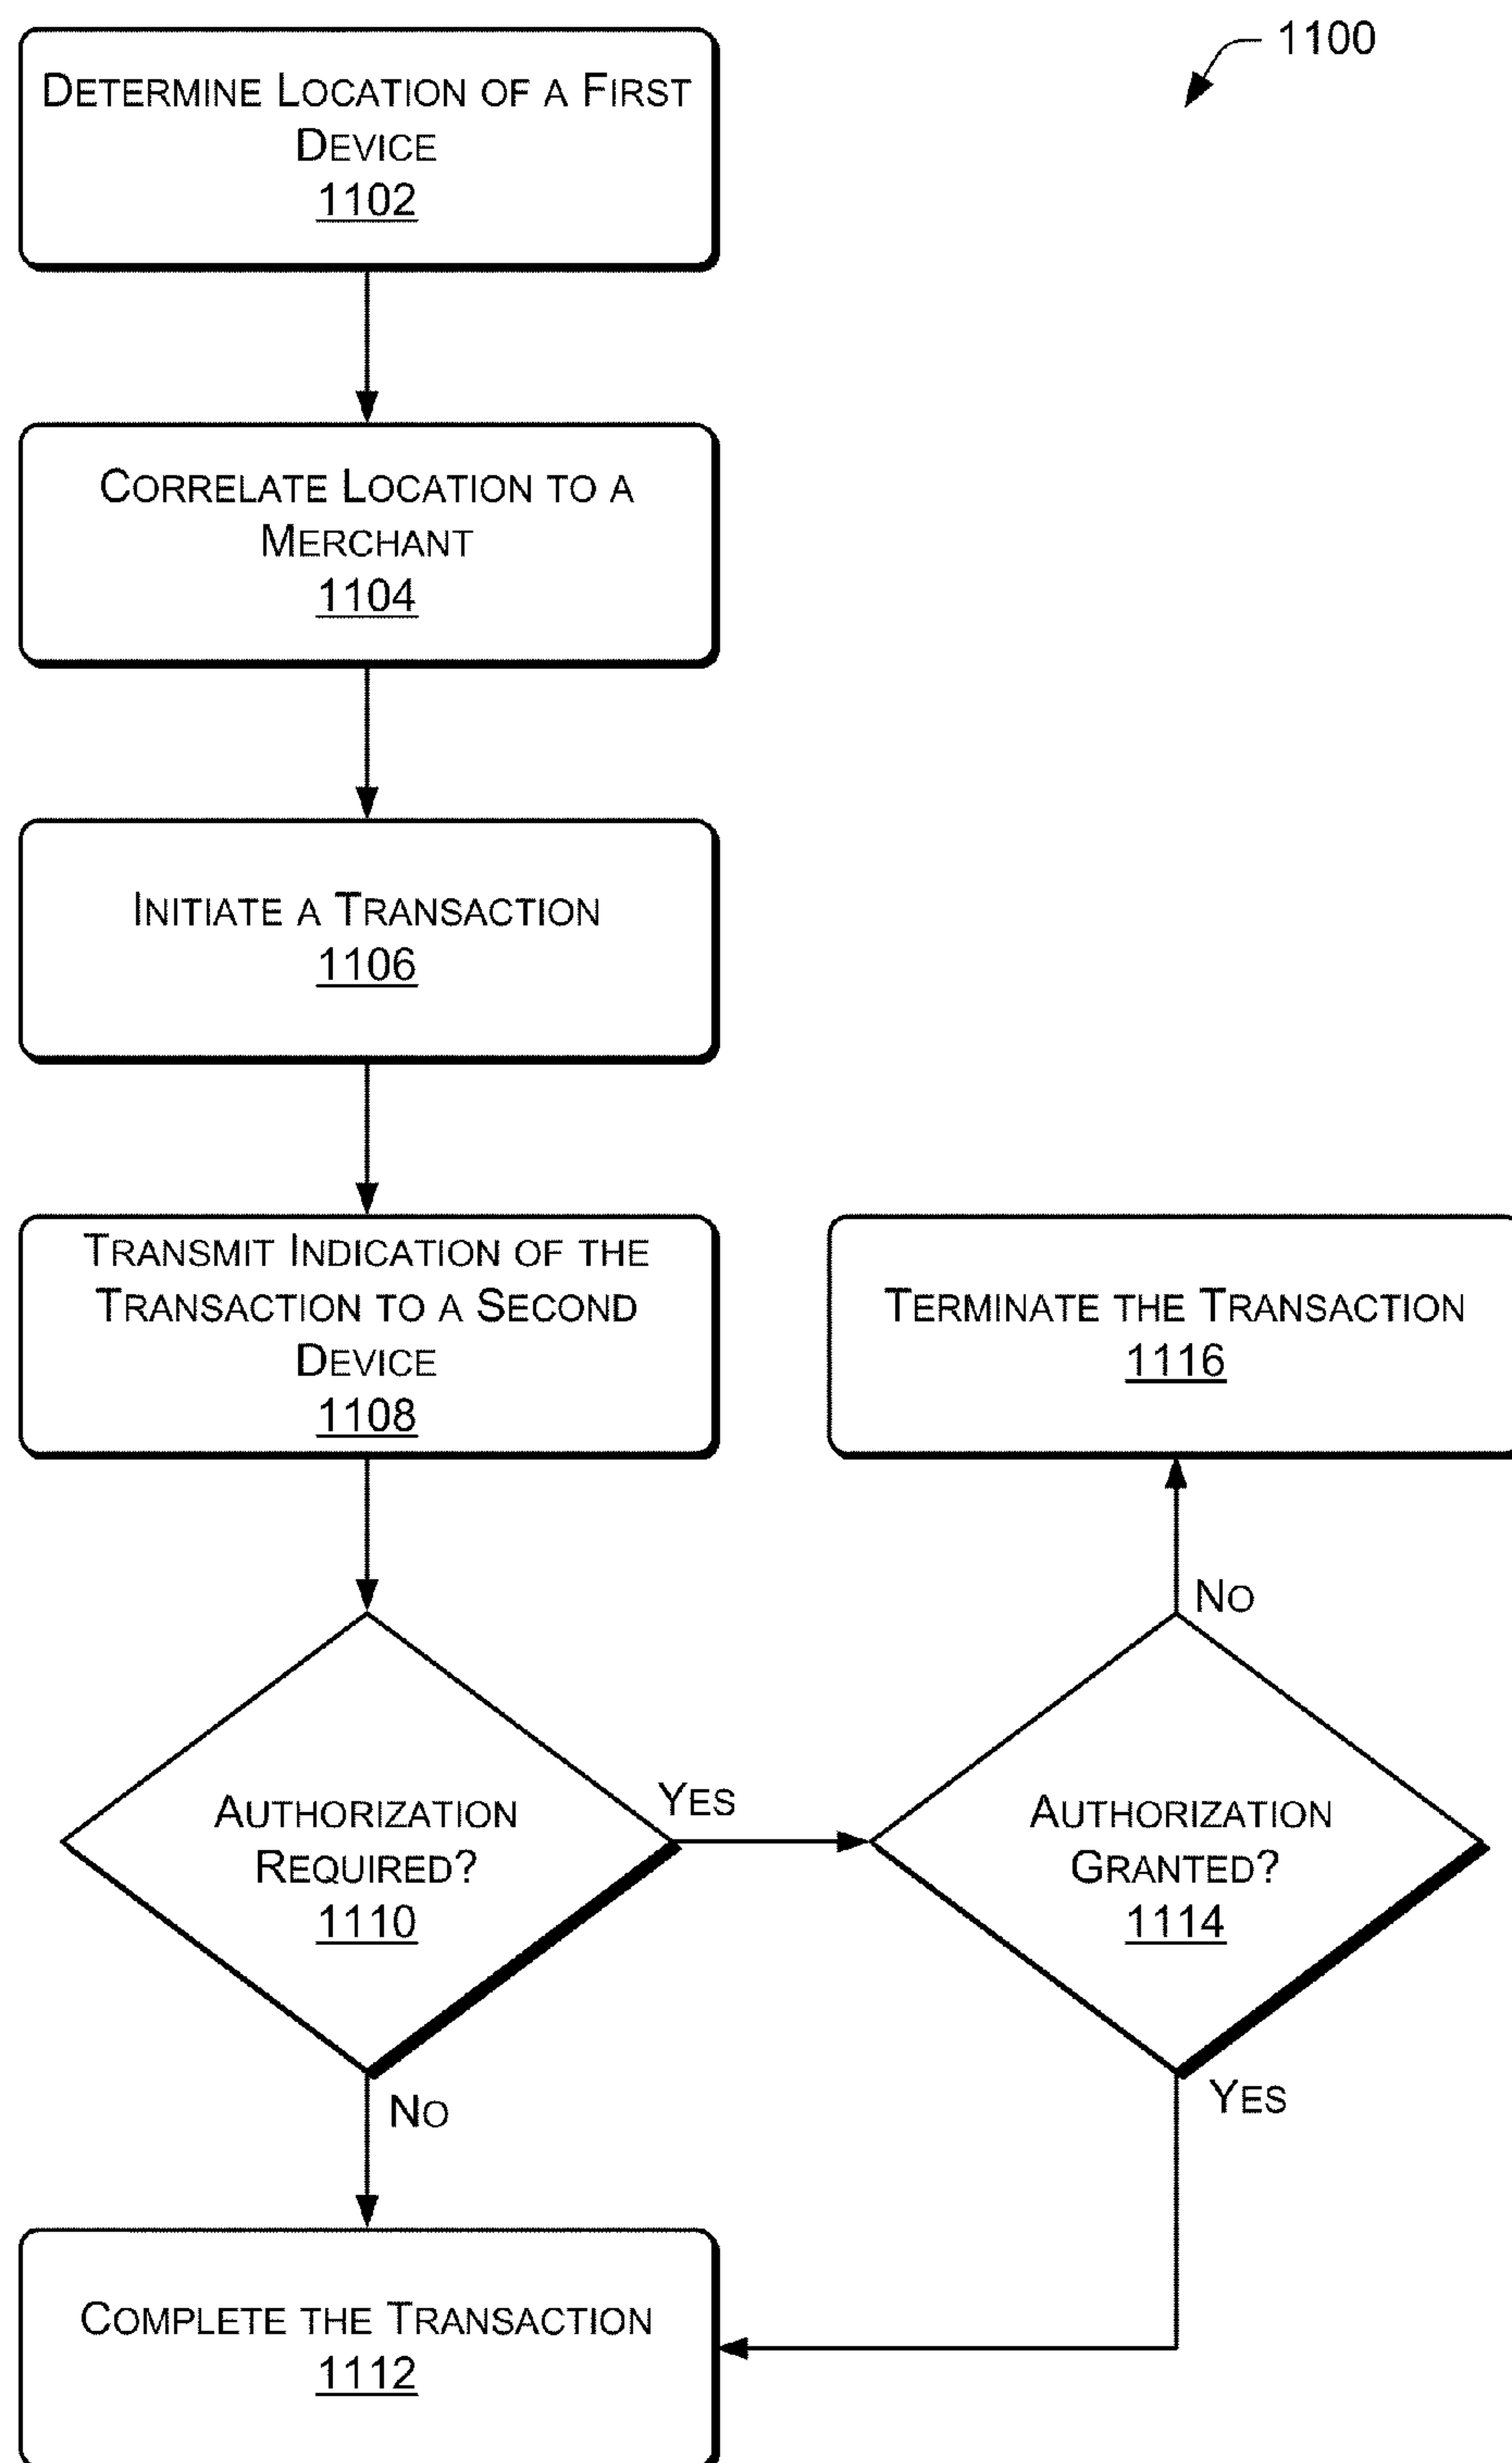 1100
DETERMINE LOCATION OF A FIRST
DEVICE
1102
CORRELATE LOCATION TO A
MERCHANT
1104
INITIATE A TRANSACTION
1106
TRANSMIT INDICATION OF THE
TRANSACTION TO A SECOND
DEVICE
1108
TERMINATE THE TRANSACTION
1116
NO
YES
AUTHORIZATION
REQUIRED?
1110
AUTHORIZATION
GRANTED?
1114
NO
YES
COMPLETE THE TRANSACTION
1112